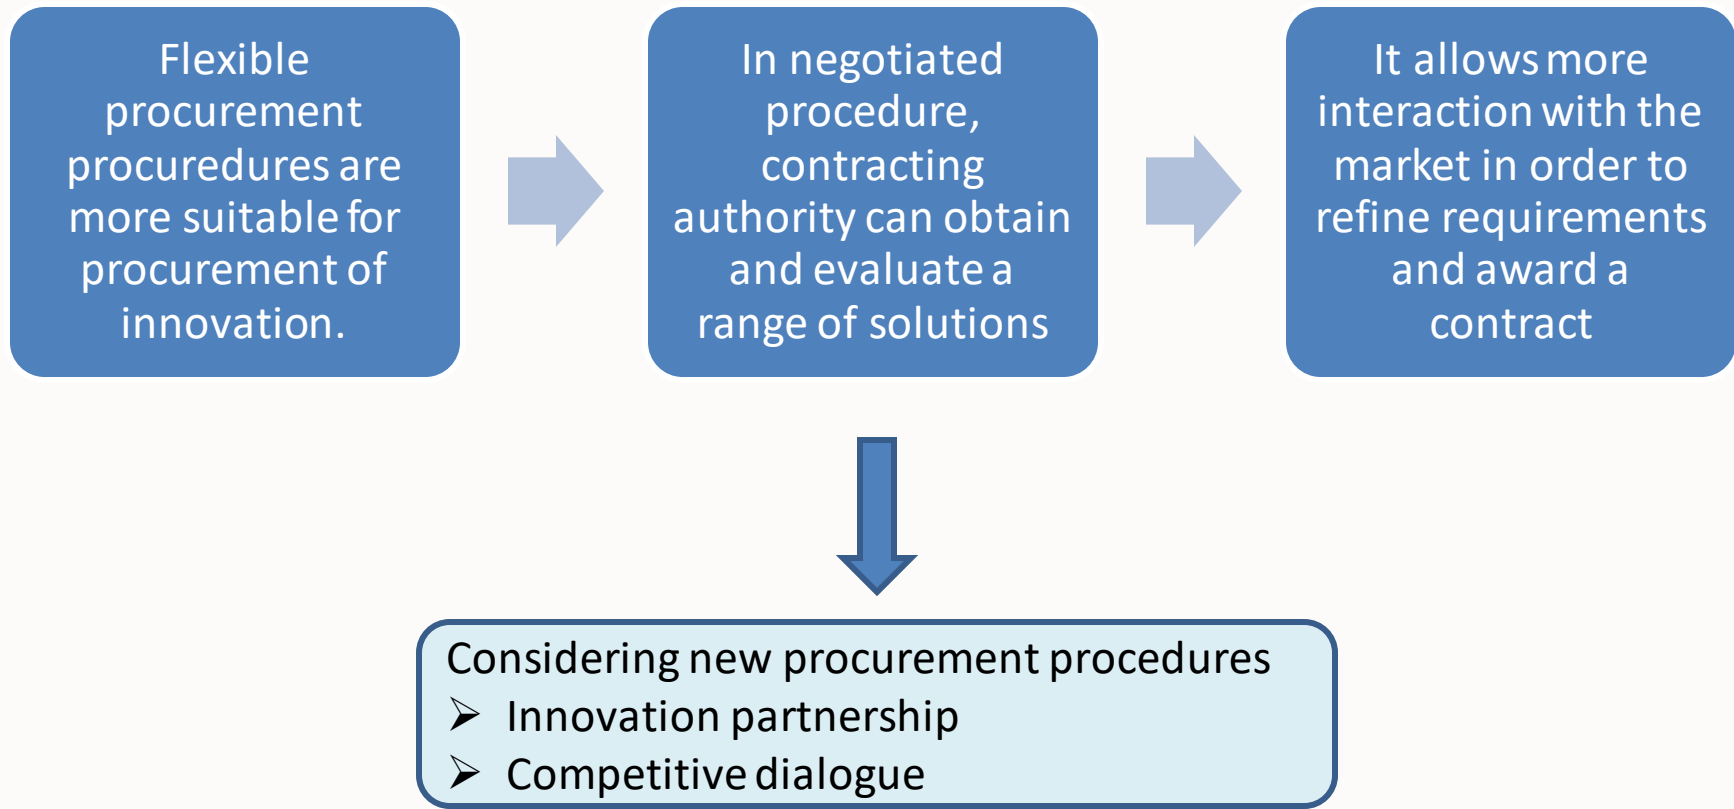 Flexible
procurement
procuredures are
more suitable for
procurement of
innovation.
In negotiated
procedure,
contracting
authority can obtain
and evaluate a
range of solutions
It allows more
interaction with the
market in order to
refine requirements
and award a
contract
Considering new procurement procedures
➢ Innovation partnership
➢ Competitive dialogue